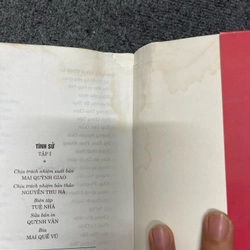 TÌNH SỬ
TẬP I
*
Chịu trách nhiệm xuất bản
MAI QUỲNH GIAO
Chịu trách nhiệm bản thảo
NGUYỄN THU HÀ
Biên tập
TUỆ NHÃ
Sửa bản in
QUỲNH VÂN
Bìa
MAI QUẾ VŨ